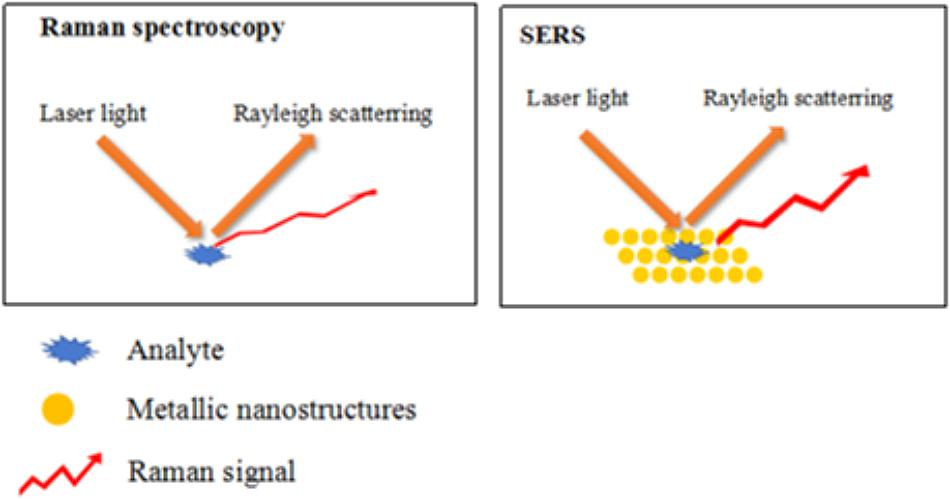 Raman spectroscopy
Laser light
Rayleigh scatterring
SERS
Laser light
Rayleigh scatterring
Analyte
Metallic nanostructures
Raman signal